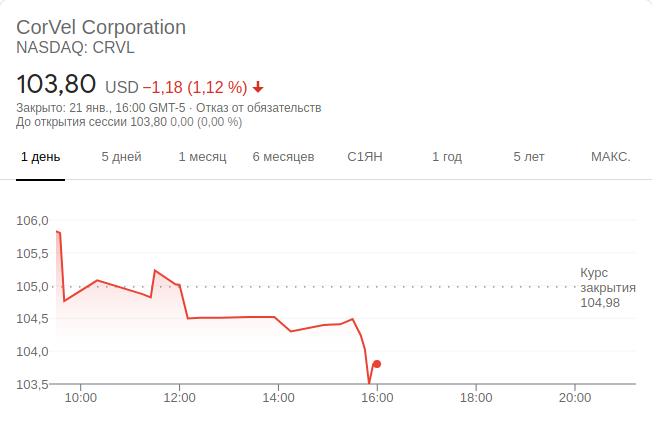 CorVel Corporation
NASDAQ: CRVL
103,80 USD −1,18 (1,12 %)
Закрыто: 21 янв., 16:00 GMT-5 · Отказ от обязательств
До открытия сессии 103,80 0,00 (0,00 %)
1 день 5 дней 1 месяц 6 месяцев С1ЯН 1 год 5 лет МАКС.
106,0
105,5
Курс
105,0 закрытия
104,98
104,5
104,0
103,5
10:00 12:00 14:00 16:00 18:00 20:00